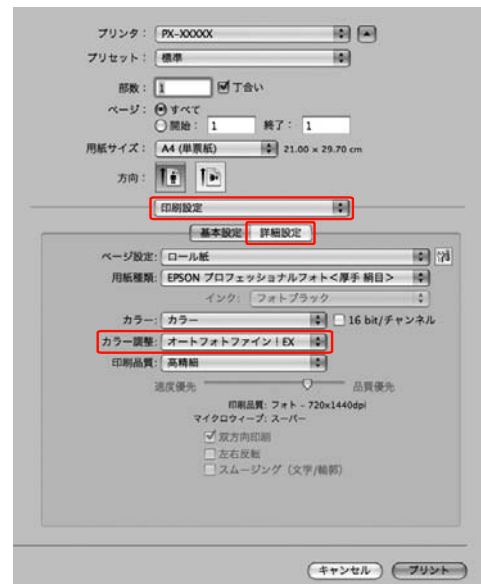 プリンタ： PX-XXXXX
プリセット： 標準
部数： 1 丁合い
ページ： すべて
開始： 1 終了： 1
用紙サイズ： A4 (単票紙) 21.00 x 29.70 cm
方向：
印刷設定
基本設定 詳細設定
ページ設定: ロール紙
用紙種類: EPSON プロフェッショナルフォト<厚手 絹目>
インク: フォトブラック
カラー: カラー 16 bit/チャンネル
カラー調整: オートフォトファイン！EX
印刷品質: 高精細
速度優先 品質優先
印刷品質: フォト - 720x1440dpi
マイクロウィーブ: スーパー
双方向印刷
左右反転
スムージング（文字/輪郭）
キャンセル プリント